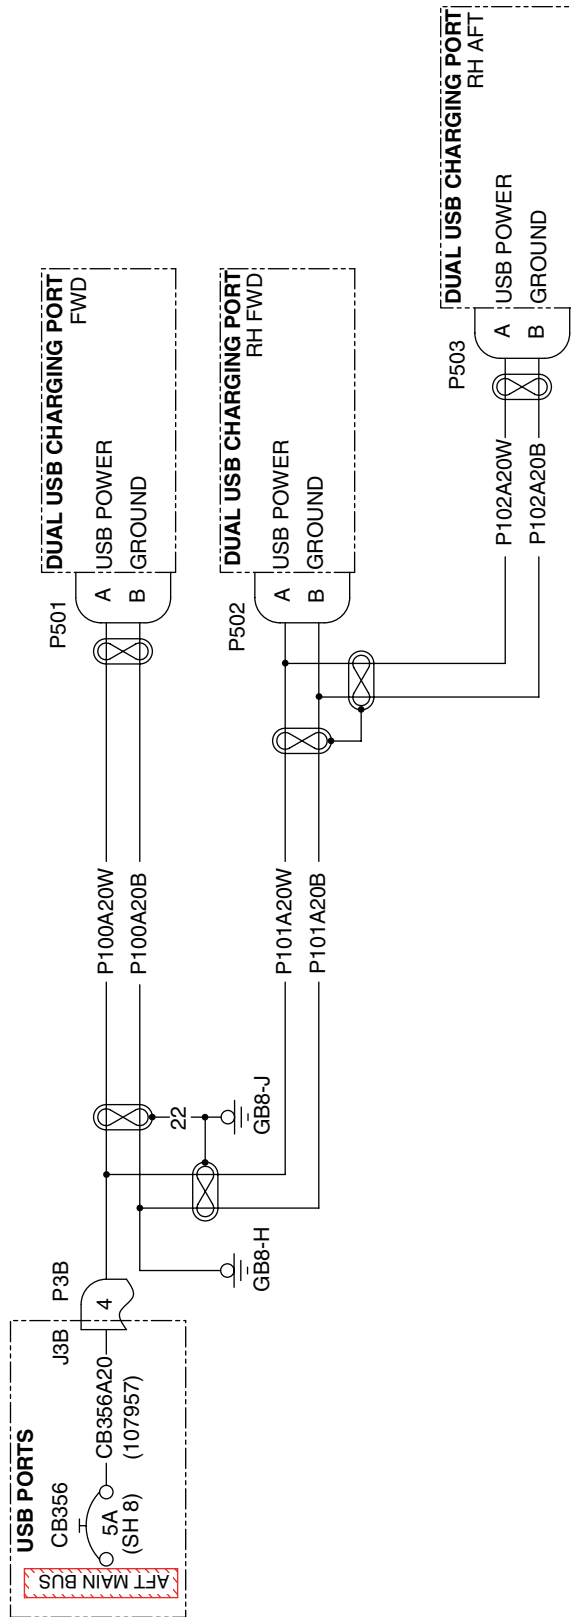 USB PORTS
AFT MAIN BUS
CB356
5A
(SH 8)
CB356A20
(107957)
J3B
P3B
4
GB8-H
GB8-J
22
P100A20W
P100A20B
P501
A
B
DUAL USB CHARGING PORT
FWD
USB POWER
GROUND
P101A20W
P101A20B
P502
A
B
DUAL USB CHARGING PORT
RH FWD
USB POWER
GROUND
P102A20W
P102A20B
P503
A
B
DUAL USB CHARGING PORT
RH AFT
USB POWER
GROUND